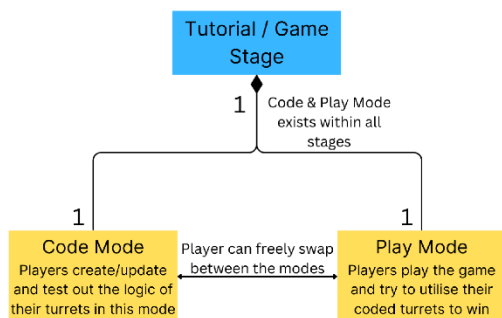 Tutorial / Game
Stage
1
Code & Play Mode
exists within all
stages
1
1
Code Mode
Players create/update
and test out the logic of
their turrets in this mode
Player can freely swap
between the modes
Play Mode
Players play the game
and try to utilise their
coded turrets to win